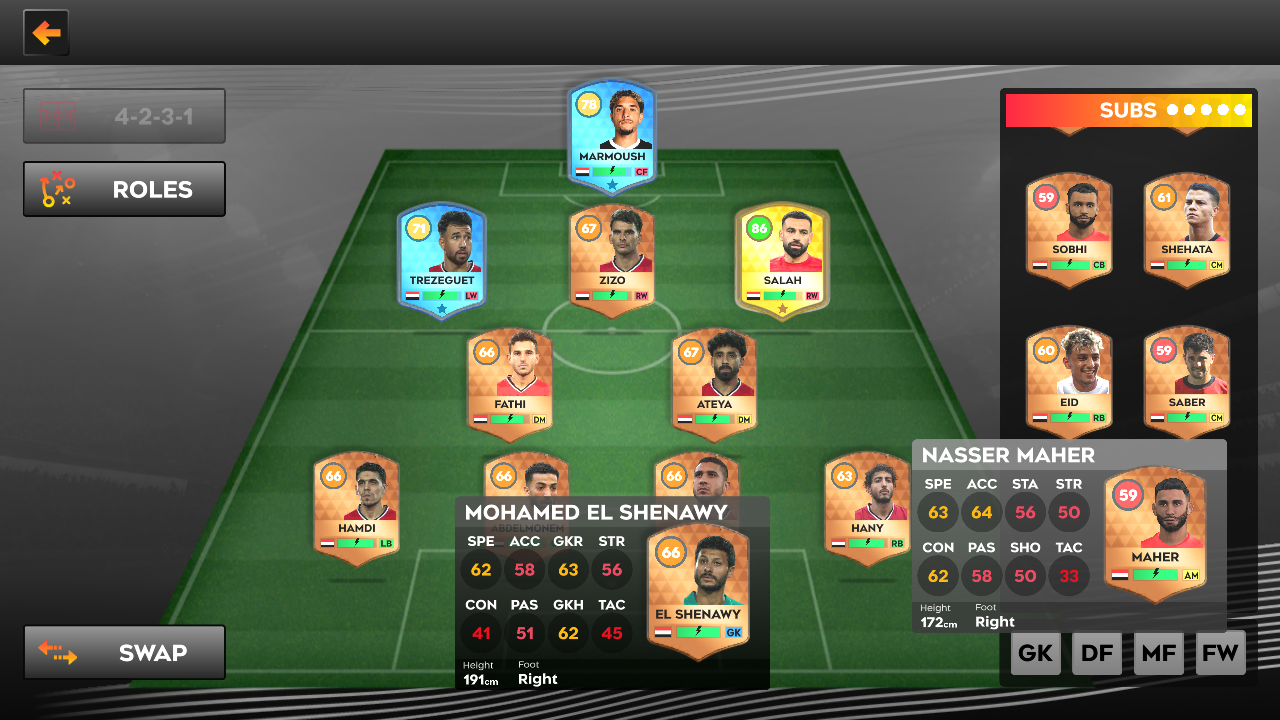 4-2-3-1
ROLES
78
MARMOUSH
CF
71
TREZEGUET
LW
67
ZIZO
RW
86
SALAH
RW
66
FATHI
DM
67
ATEYA
DM
66
HAMDI
LB
66
ABDELMONEM
66
63
HANY
RB
MOHAMED EL SHENAWY
SPE ACC GKR STR
62 58 63 56
CON PAS GKH TAC
41 51 62 45
Height Foot
191cm Right
66
EL SHENAWY
GK
SWAP
SUBS
59
SOBHI
CB
61
SHEHATA
CM
60
EID
RB
59
SABER
CM
NASSER MAHER
SPE ACC STA STR
63 64 56 50
CON PAS SHO TAC
62 58 50 33
Height Foot
172cm Right
59
MAHER
AM
GK DF MF FW